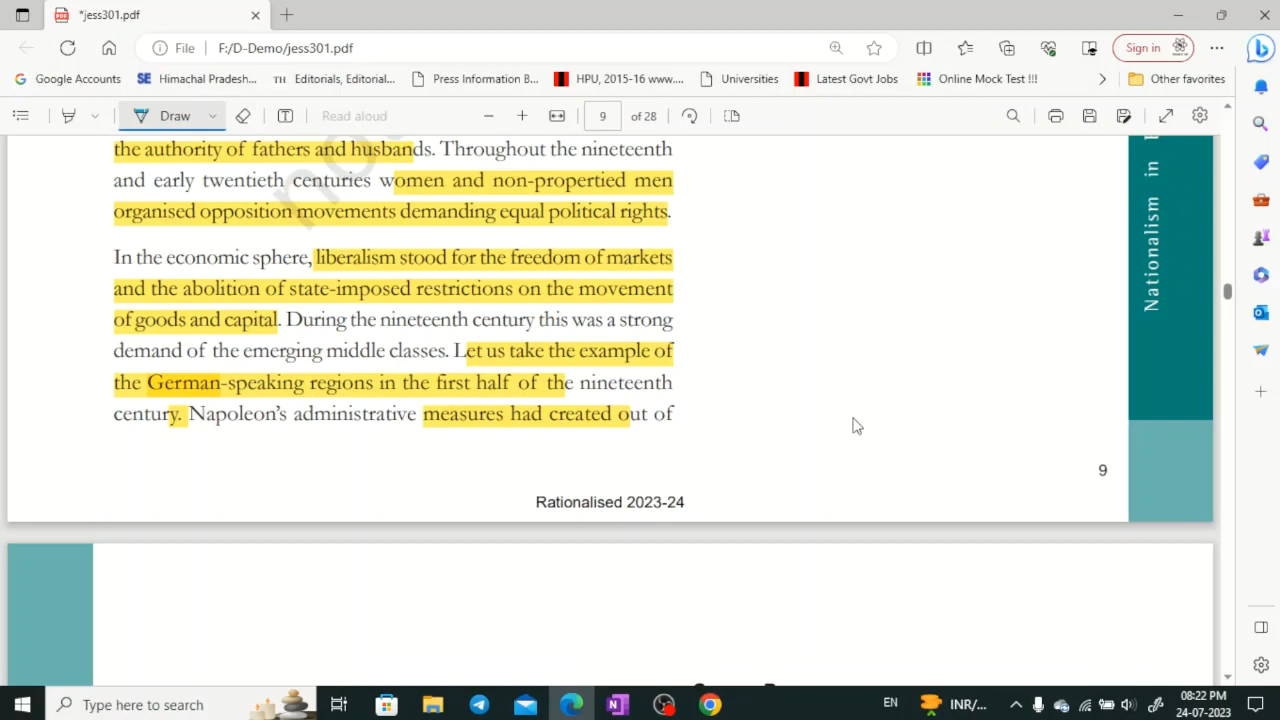 *jess301.pdf
File F:/D-Demo/jess301.pdf Sign in
Google Accounts SE Himachal Pradesh... TH Editorials, Editorial... Press Information B... HPU, 2015-16 www.... Universities Latest Govt Jobs Online Mock Test !!! Other favorites
Draw Read aloud 9 of 28
the authority of fathers and husbands. Throughout the nineteenth
and early twentieth centuries women and non-propertied men
organised opposition movements demanding equal political rights.
In the economic sphere, liberalism stood for the freedom of markets
and the abolition of state-imposed restrictions on the movement
of goods and capital. During the nineteenth century this was a strong
demand of the emerging middle classes. Let us take the example of
the German-speaking regions in the first half of the nineteenth
century. Napoleon's administrative measures had created out of
Nationalism in
9
Rationalised 2023-24
Type here to search
EN INR/... 08:22 PM
24-07-2023